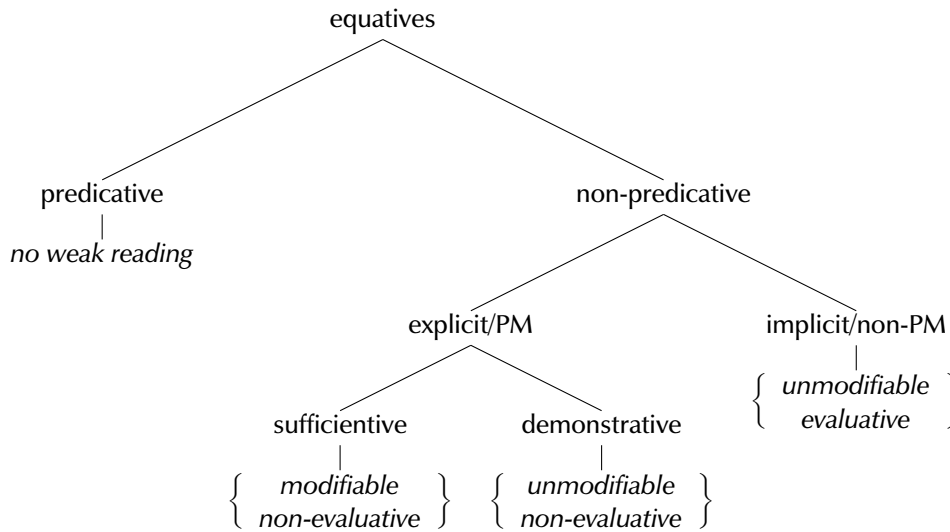 equatives
predicative non-predicative
no weak reading
explicit/PM implicit/non-PM
{ unmodifiable
evaluative }
sufficientive demonstrative
{ modifiable
non-evaluative } { unmodifiable
non-evaluative }